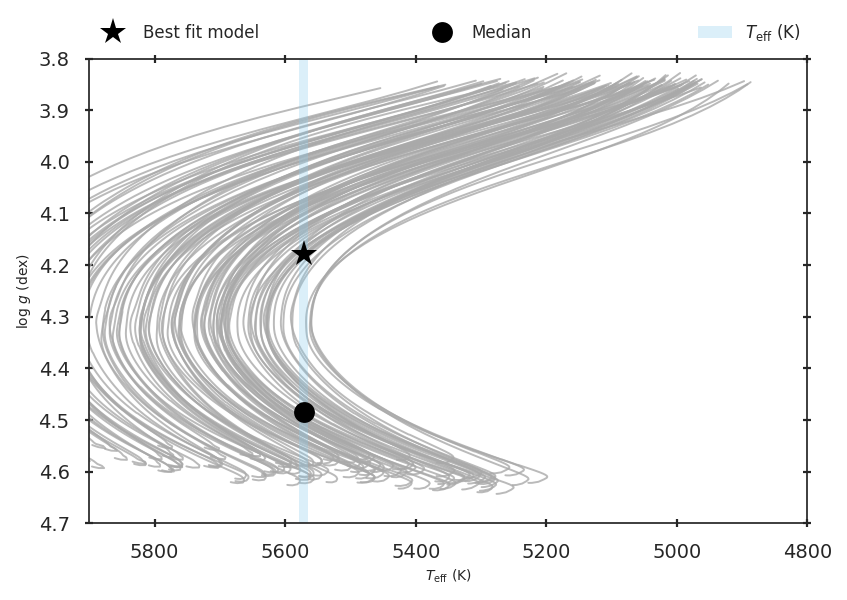 Best fit model Median T_eff (K)
3.8
3.9
4.0
4.1
4.2
4.3
4.4
4.5
4.6
4.7
log g (dex)
5800 5600 5400 5200 5000 4800
T_eff (K)